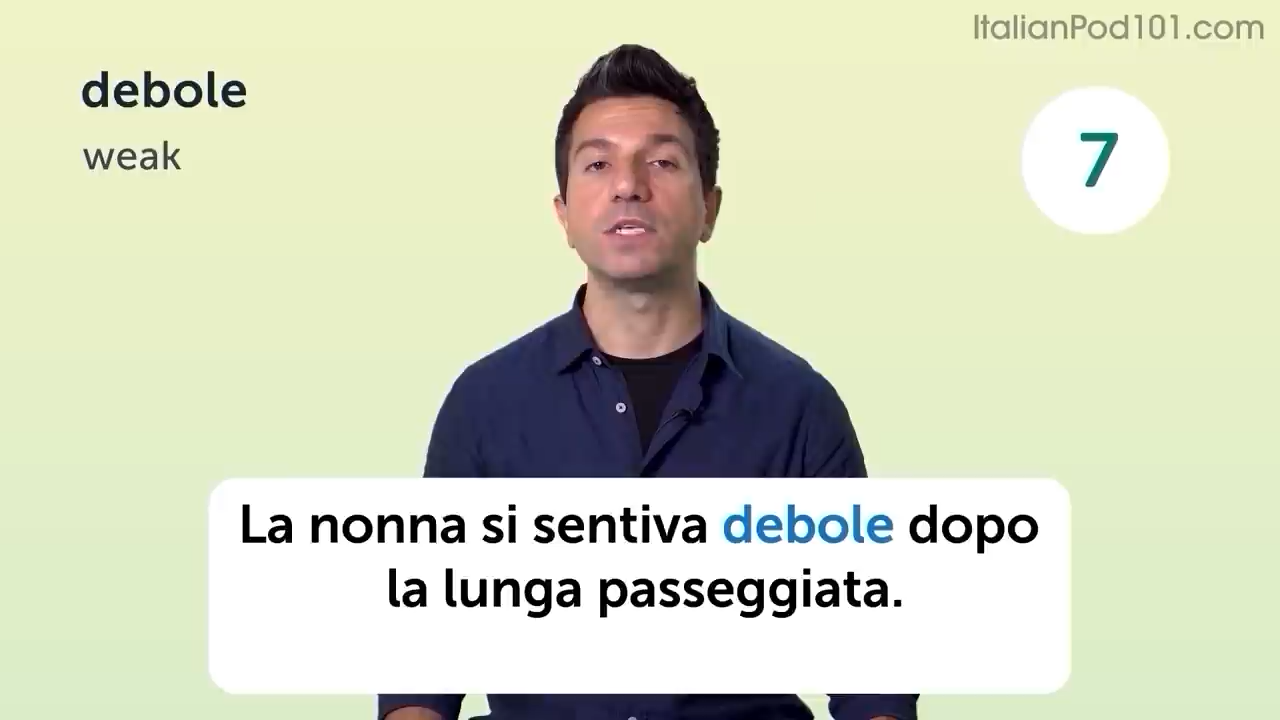 ItalianPod101.com
debole
weak
7
La nonna si sentiva debole dopo
la lunga passeggiata.